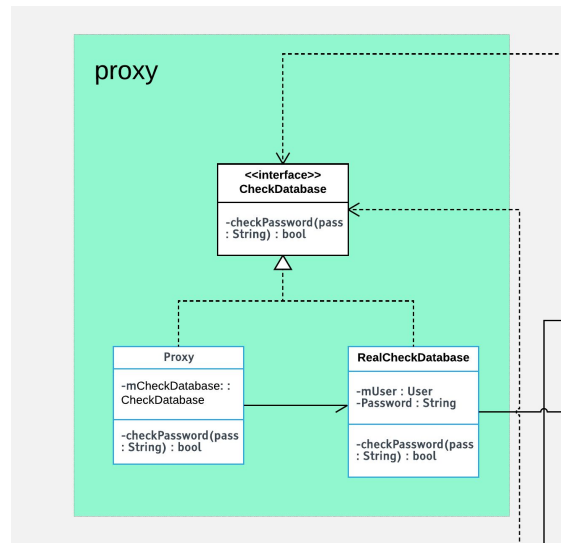 proxy
<<interface>>
CheckDatabase
-checkPassword(pass
: String) : bool
Proxy
-mCheckDatabase: :
CheckDatabase
-checkPassword(pass
: String) : bool
RealCheckDatabase
-mUser : User
-Password : String
-checkPassword(pass
: String) : bool